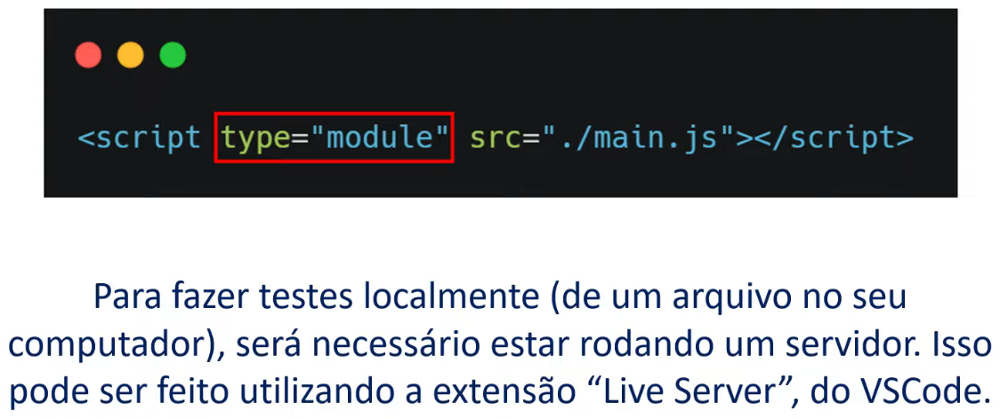 <script type="module" src="./main.js"></script>
Para fazer testes localmente (de um arquivo no seu
computador), será necessário estar rodando um servidor. Isso
pode ser feito utilizando a extensão “Live Server”, do VSCode.